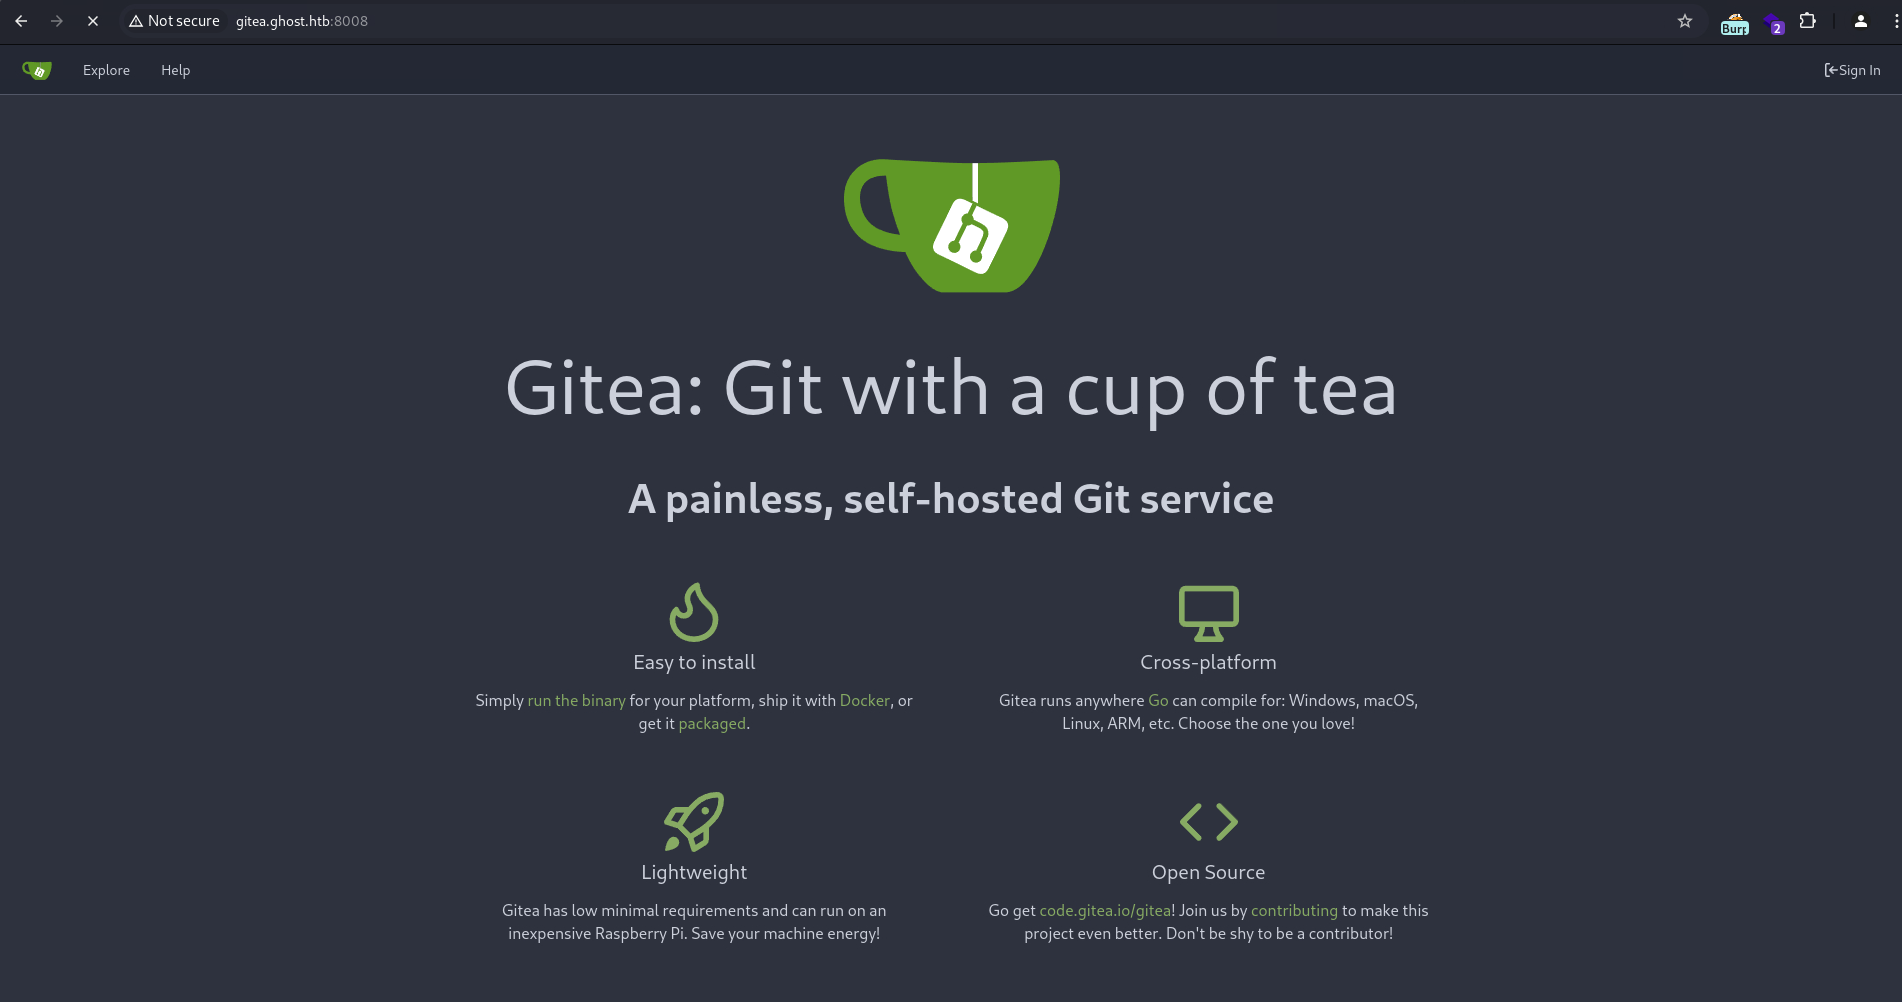 Not secure gitea.ghost.htb:8008
Burp
2
Explore Help Sign In
Gitea: Git with a cup of tea
A painless, self-hosted Git service
Easy to install
Simply run the binary for your platform, ship it with Docker, or
get it packaged.
Cross-platform
Gitea runs anywhere Go can compile for: Windows, macOS,
Linux, ARM, etc. Choose the one you love!
Lightweight
Gitea has low minimal requirements and can run on an
inexpensive Raspberry Pi. Save your machine energy!
Open Source
Go get code.gitea.io/gitea! Join us by contributing to make this
project even better. Don't be shy to be a contributor!